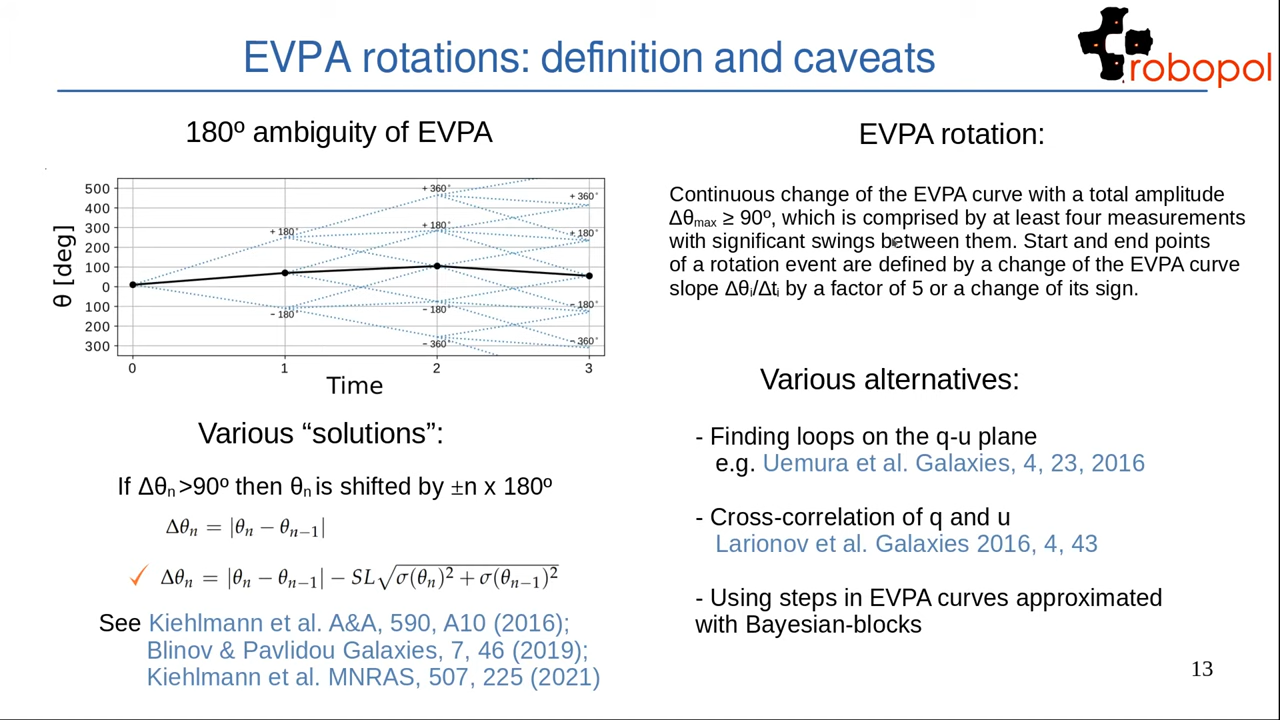 EVPA rotations: definition and caveats
robopol
180º ambiguity of EVPA
500
400
300
200
100
0
100
200
300
θ [deg]
+ 360°
+ 180°
+ 180°
− 180°
− 360°
+ 360°
+ 180°
− 180°
− 360°
0 1 2 3
Time
Various “solutions”:
If Δθₙ>90º then θₙ is shifted by ±n x 180º
Δθₙ = |θₙ − θₙ₋₁|
✓ Δθₙ = |θₙ − θₙ₋₁| − SL√(σ(θₙ)² + σ(θₙ₋₁)²)
See Kiehlmann et al. A&A, 590, A10 (2016);
Blinov & Pavlidou Galaxies, 7, 46 (2019);
Kiehlmann et al. MNRAS, 507, 225 (2021)
EVPA rotation:
Continuous change of the EVPA curve with a total amplitude
Δθmax ≥ 90º, which is comprised by at least four measurements
with significant swings between them. Start and end points
of a rotation event are defined by a change of the EVPA curve
slope Δθᵢ/Δtᵢ by a factor of 5 or a change of its sign.
Various alternatives:
- Finding loops on the q-u plane
e.g. Uemura et al. Galaxies, 4, 23, 2016
- Cross-correlation of q and u
Larionov et al. Galaxies 2016, 4, 43
- Using steps in EVPA curves approximated
with Bayesian-blocks
13